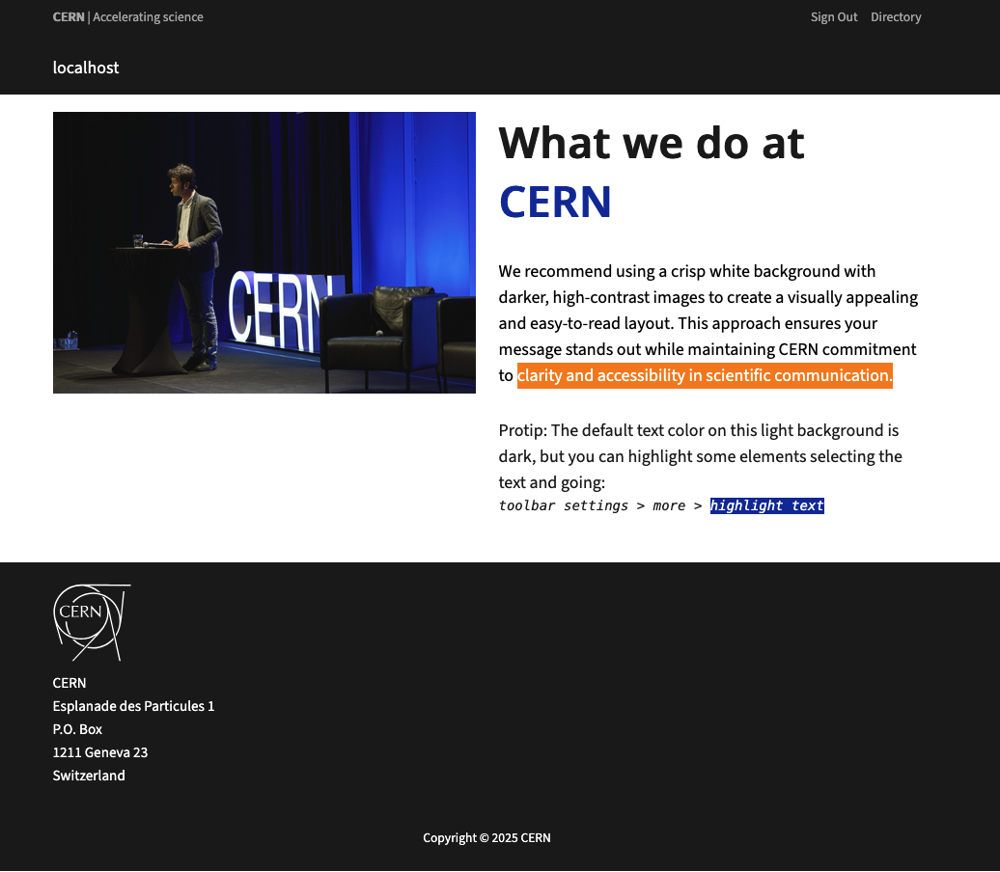 CERN | Accelerating science
Sign Out Directory
localhost
CERN
What we do at
CERN
We recommend using a crisp white background with
darker, high-contrast images to create a visually appealing
and easy-to-read layout. This approach ensures your
message stands out while maintaining CERN commitment
to clarity and accessibility in scientific communication.
Protip: The default text color on this light background is
dark, but you can highlight some elements selecting the
text and going:
toolbar settings > more > highlight text
CERN
CERN
Esplanade des Particules 1
P.O. Box
1211 Geneva 23
Switzerland
Copyright © 2025 CERN